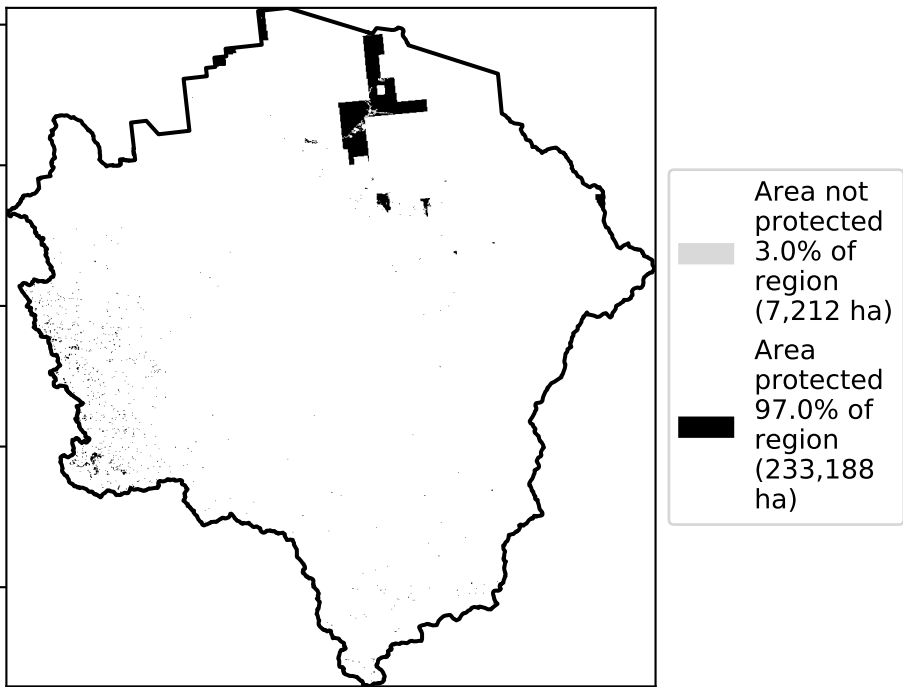 Area not
protected
3.0% of
region
(7,212 ha)
Area
protected
97.0% of
region
(233,188
ha)